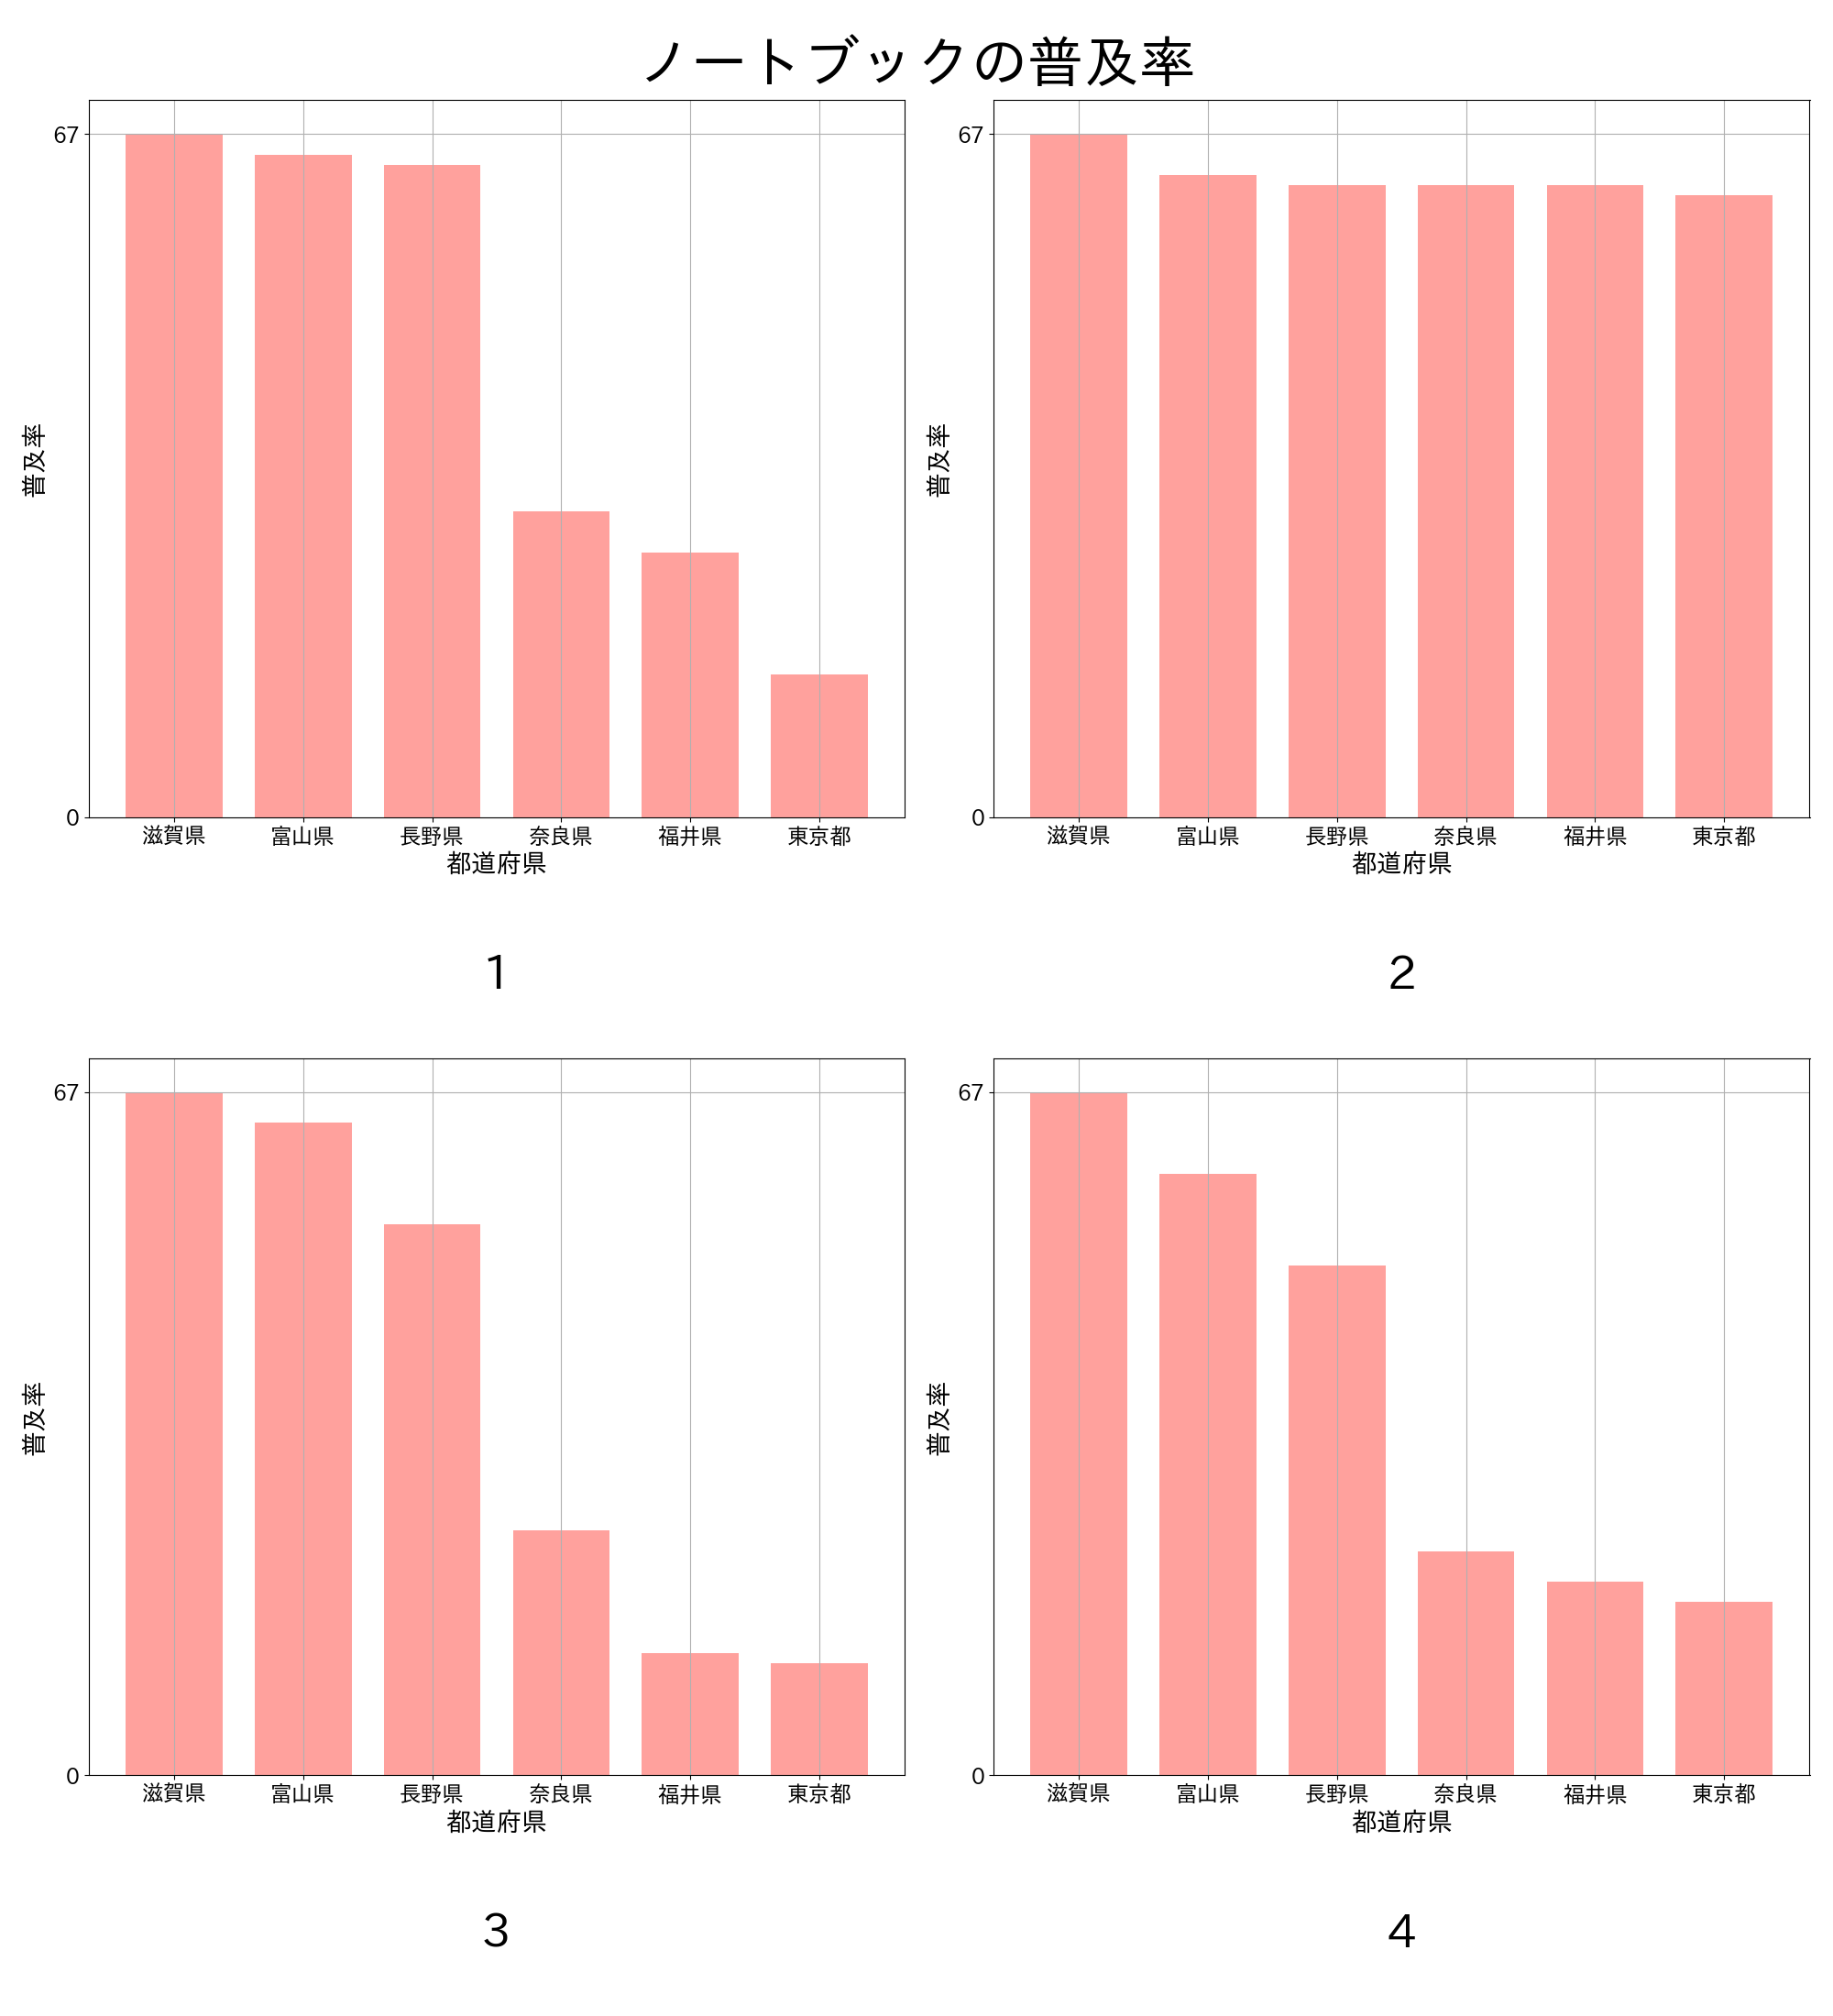 ノートブックの普及率
67
0
普及率
滋賀県 富山県 長野県 奈良県 福井県 東京都
都道府県
1
67
0
普及率
滋賀県 富山県 長野県 奈良県 福井県 東京都
都道府県
2
67
0
普及率
滋賀県 富山県 長野県 奈良県 福井県 東京都
都道府県
3
67
0
普及率
滋賀県 富山県 長野県 奈良県 福井県 東京都
都道府県
4